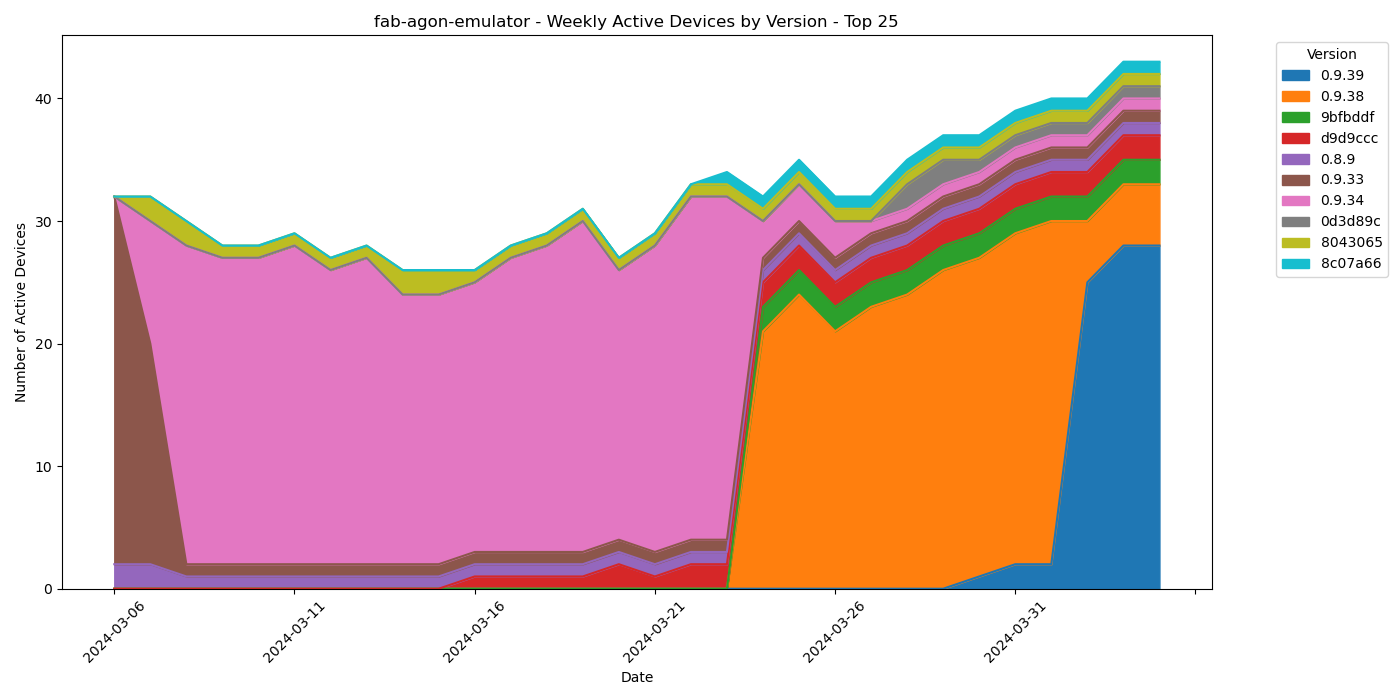 fab-agon-emulator - Weekly Active Devices by Version - Top 25
Number of Active Devices
40
30
20
10
0
2024-03-06
2024-03-11
2024-03-16
2024-03-21
2024-03-26
2024-03-31
Date
Version
0.9.39
0.9.38
9bfbddf
d9d9ccc
0.8.9
0.9.33
0.9.34
0d3d89c
8043065
8c07a66